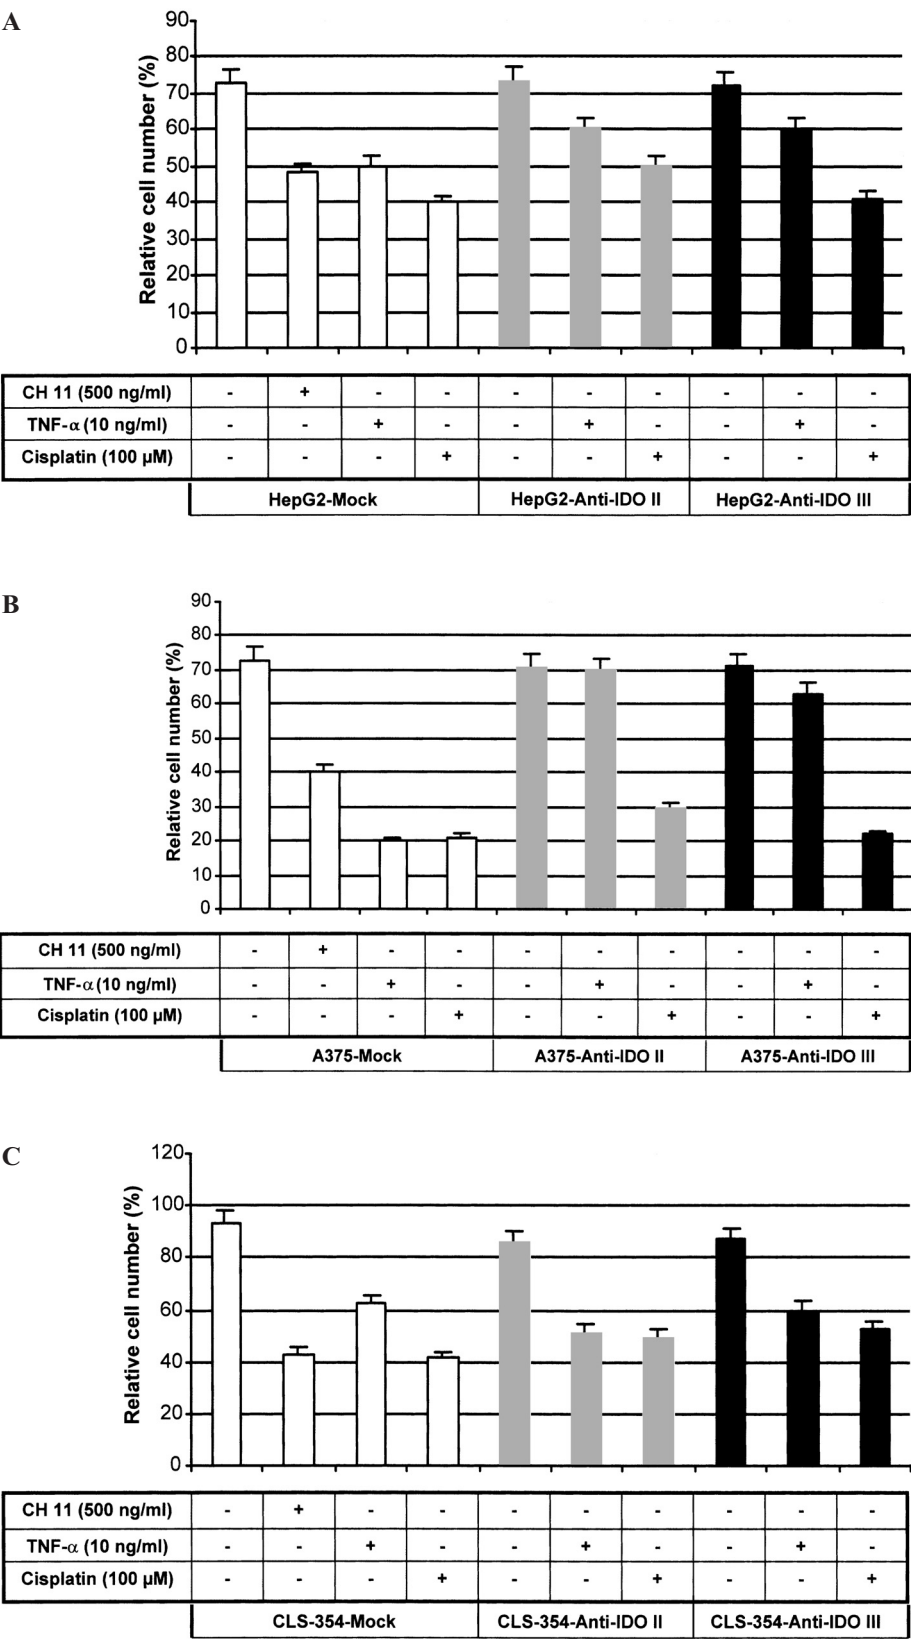 A
Relative cell number (%)
90
80
70
60
50
40
30
20
10
0
CH 11 (500 ng/ml) - + - - - - - - - -
TNF-α (10 ng/ml) - - + - - + - - + -
Cisplatin (100 µM) - - - + - - + - - +
HepG2-Mock HepG2-Anti-IDO II HepG2-Anti-IDO III
B
Relative cell number (%)
90
80
70
60
50
40
30
20
10
0
CH 11 (500 ng/ml) - + - - - - - - - -
TNF-α (10 ng/ml) - - + - - + - - + -
Cisplatin (100 µM) - - - + - - + - - +
A375-Mock A375-Anti-IDO II A375-Anti-IDO III
C
Relative cell number (%)
120
100
80
60
40
20
0
CH 11 (500 ng/ml) - + - - - - - - - -
TNF-α (10 ng/ml) - - + - - + - - + -
Cisplatin (100 µM) - - - + - - + - - +
CLS-354-Mock CLS-354-Anti-IDO II CLS-354-Anti-IDO III